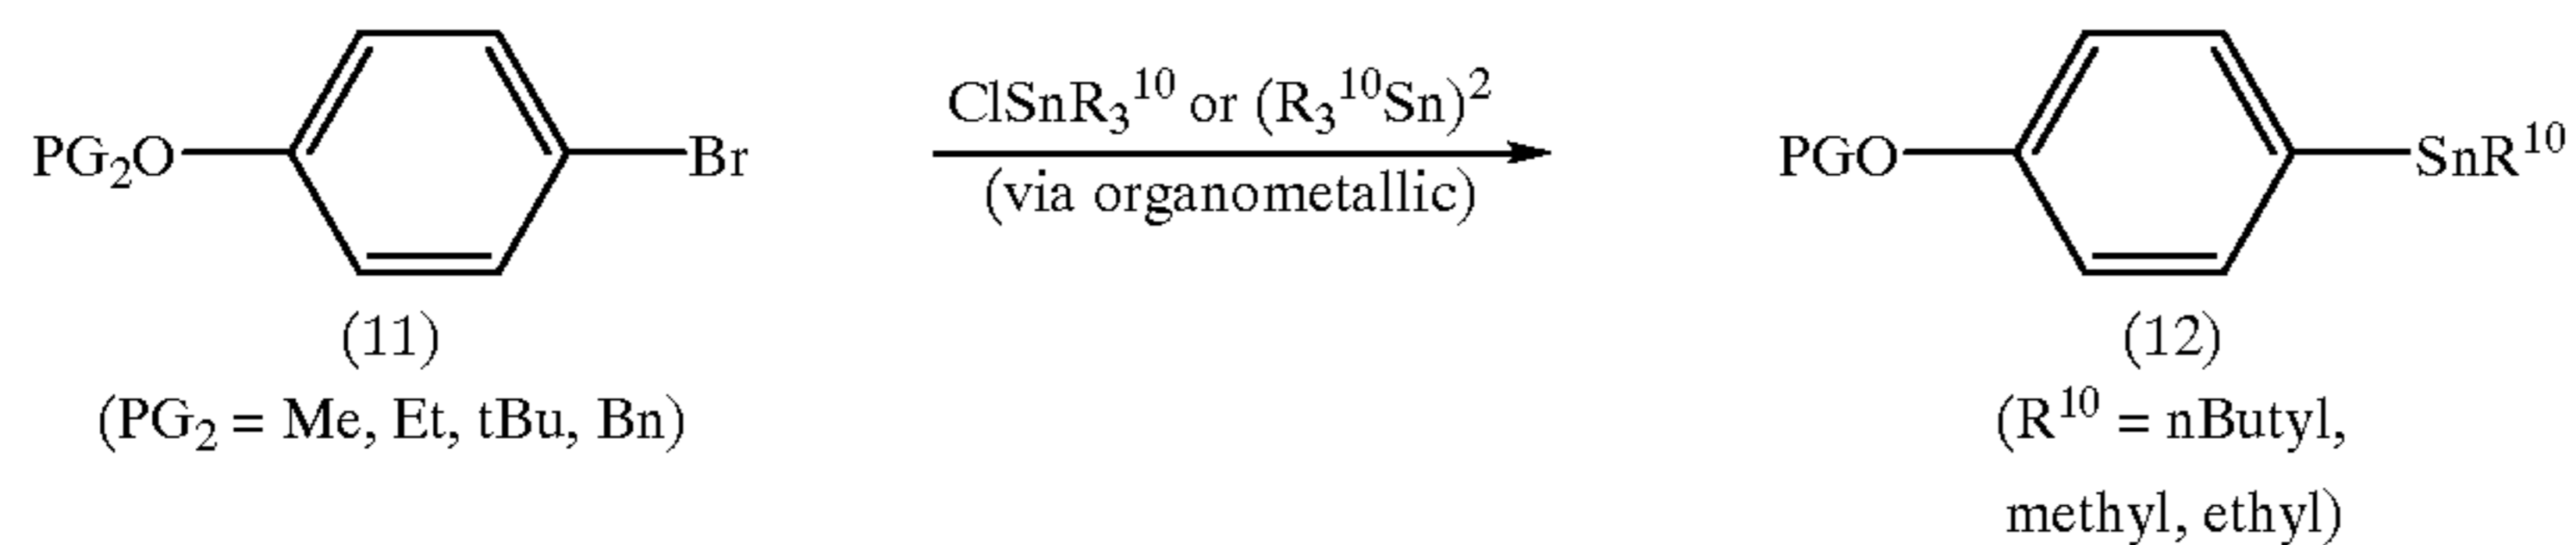 ClSnR₃¹⁰ or (R₃¹⁰Sn)²
PG₂O Br PGO SnR¹⁰
(via organometallic)
(11) (12)
(PG₂ = Me, Et, tBu, Bn) (R¹⁰ = nButyl,
methyl, ethyl)